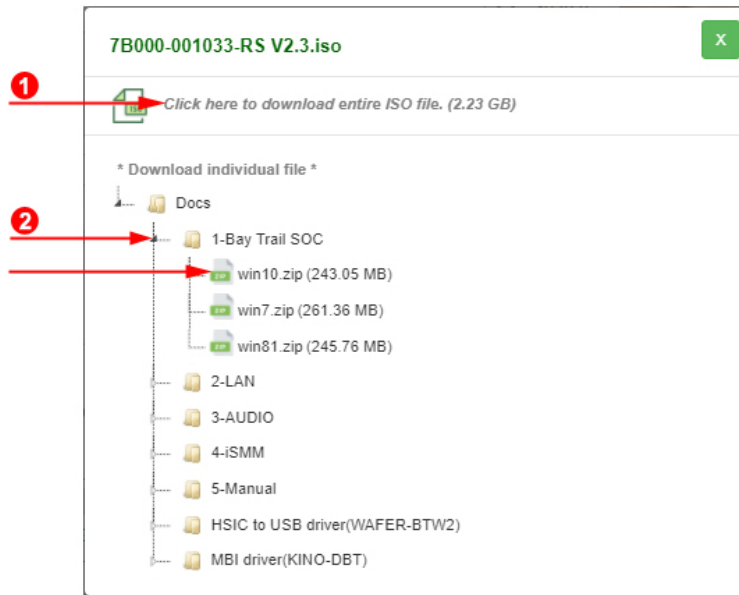 7B000-001033-RS V2.3.iso
X
1
Click here to download entire ISO file. (2.23 GB)
* Download individual file *
Docs
2
1-Bay Trail SOC
ZIP win10.zip (243.05 MB)
ZIP win7.zip (261.36 MB)
ZIP win81.zip (245.76 MB)
2-LAN
3-AUDIO
4-iSMM
5-Manual
HSIC to USB driver(WAFER-BTW2)
MBI driver(KINO-DBT)